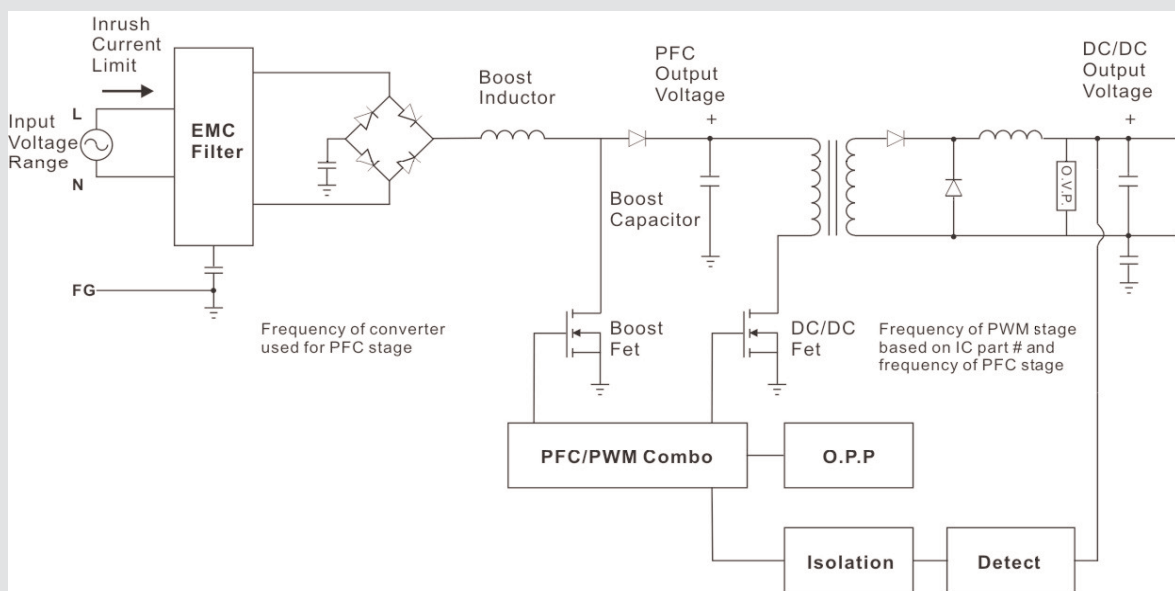 Inrush
Current
Limit
L
Input
Voltage
Range
N
EMC
Filter
FG
Boost
Inductor
PFC
Output
Voltage
+
DC/DC
Output
Voltage
+
Boost
Capacitor
O.V.P.
Frequency of converter
used for PFC stage
Boost
Fet
DC/DC
Fet
Frequency of PWM stage
based on IC part # and
frequency of PFC stage
PFC/PWM Combo
O.P.P
Isolation
Detect